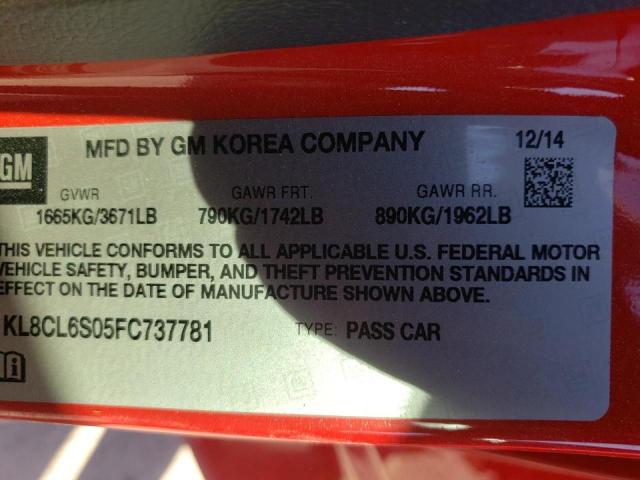 MFD BY GM KOREA COMPANY 12/14
GM
GVWR GAWR FRT. GAWR RR.
1665KG/3671LB 790KG/1742LB 890KG/1962LB
THIS VEHICLE CONFORMS TO ALL APPLICABLE U.S. FEDERAL MOTOR
VEHICLE SAFETY, BUMPER, AND THEFT PREVENTION STANDARDS IN
EFFECT ON THE DATE OF MANUFACTURE SHOWN ABOVE.
KL8CL6S05FC737781 TYPE: PASS CAR